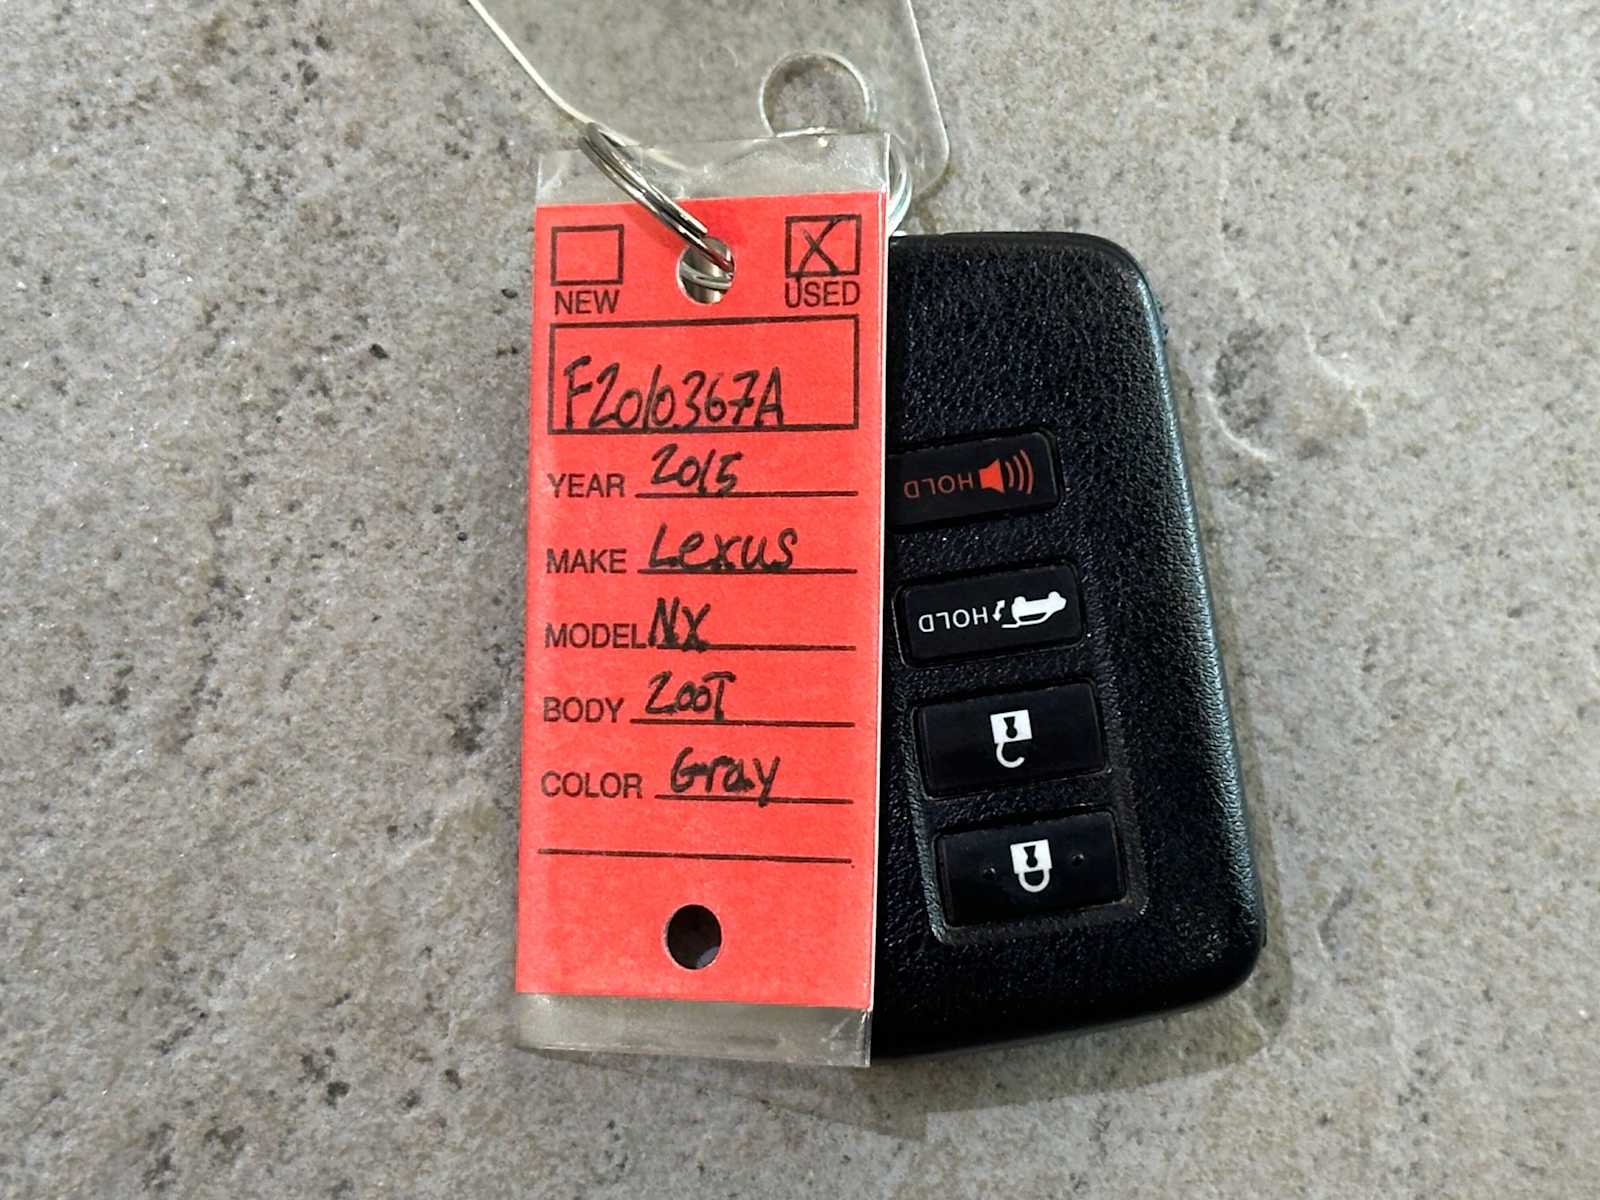 NEW X USED
F2010367A
YEAR 2015
MAKE Lexus
MODEL NX
BODY 200T
COLOR Gray
HOLD
HOLD